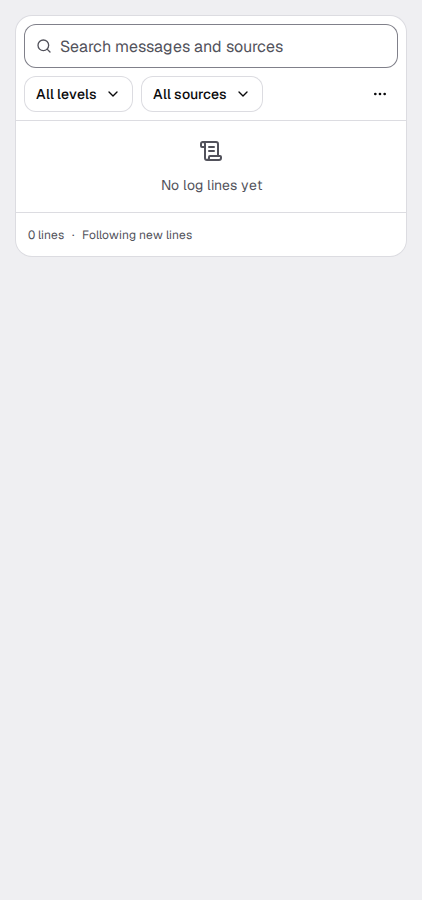 Search messages and sources
All levels All sources
No log lines yet
0 lines · Following new lines